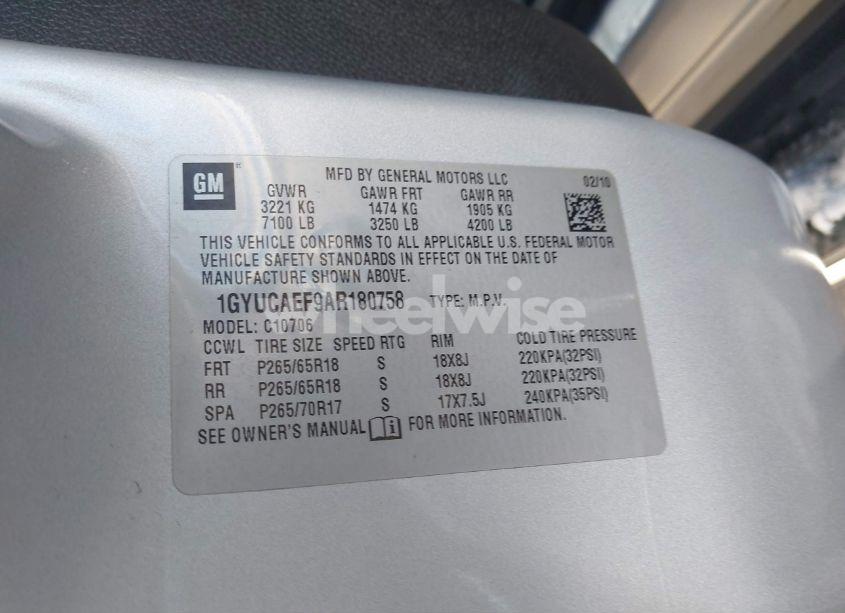 GM MFD BY GENERAL MOTORS LLC 02/10
GVWR GAWR FRT GAWR RR
3221 KG 1474 KG 1905 KG
7100 LB 3250 LB 4200 LB
THIS VEHICLE CONFORMS TO ALL APPLICABLE U.S. FEDERAL MOTOR
VEHICLE SAFETY STANDARDS IN EFFECT ON THE DATE OF
MANUFACTURE SHOWN ABOVE.
1GYUCAEF9AR180758 TYPE: M.P.V.
MODEL: C10706
CCWL TIRE SIZE SPEED RTG RIM COLD TIRE PRESSURE
FRT P265/65R18 S 18X8J 220KPA(32PSI)
RR P265/65R18 S 18X8J 220KPA(32PSI)
SPA P265/70R17 S 17X7.5J 240KPA(35PSI)
SEE OWNER'S MANUAL FOR MORE INFORMATION.